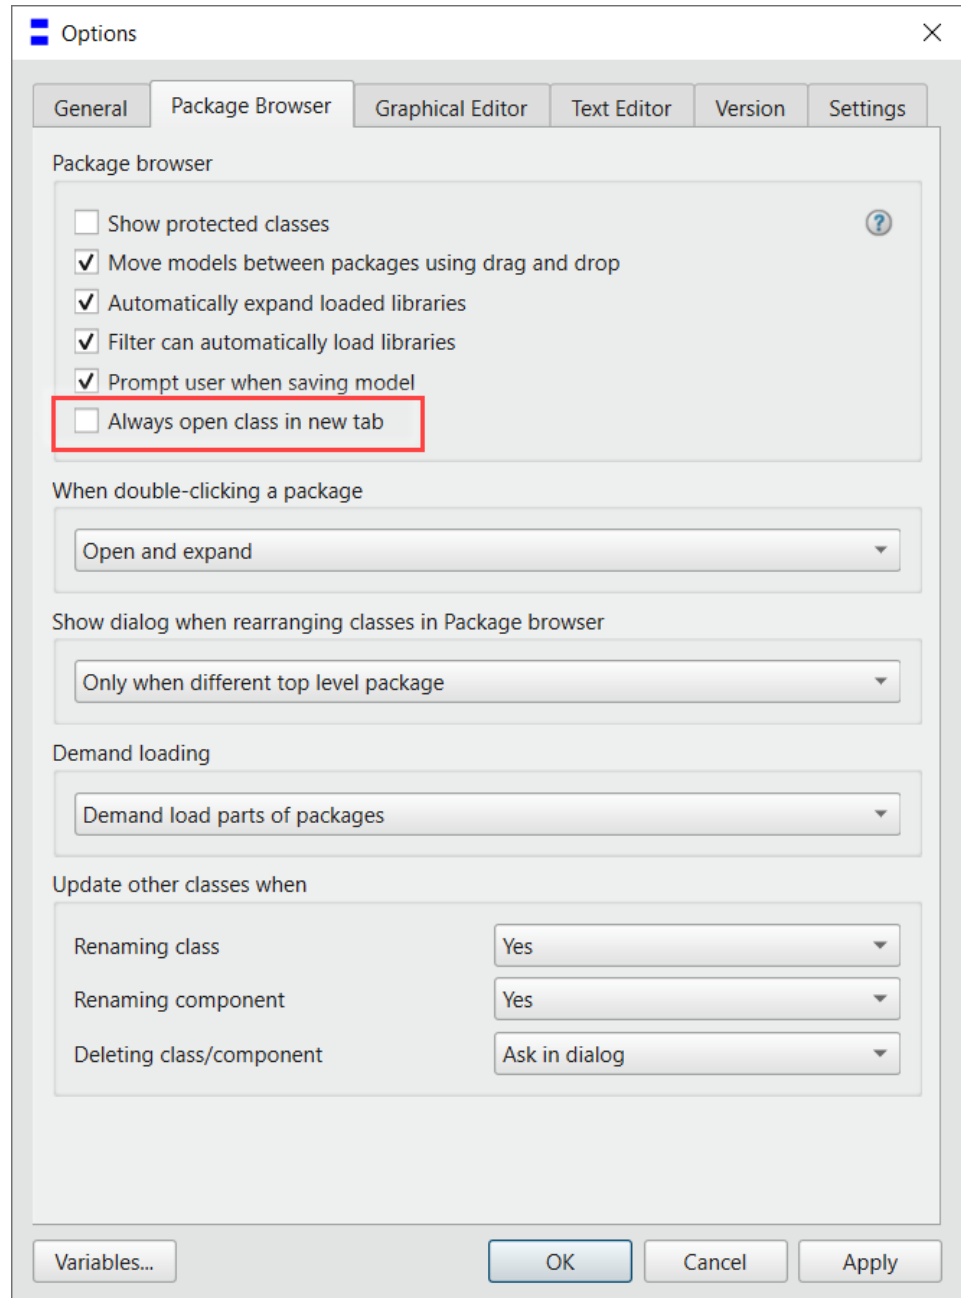 Options
General Package Browser Graphical Editor Text Editor Version Settings
Package browser
Show protected classes
?
Move models between packages using drag and drop
Automatically expand loaded libraries
Filter can automatically load libraries
Prompt user when saving model
Always open class in new tab
When double-clicking a package
Open and expand
Show dialog when rearranging classes in Package browser
Only when different top level package
Demand loading
Demand load parts of packages
Update other classes when
Renaming class Yes
Renaming component Yes
Deleting class/component Ask in dialog
Variables... OK Cancel Apply